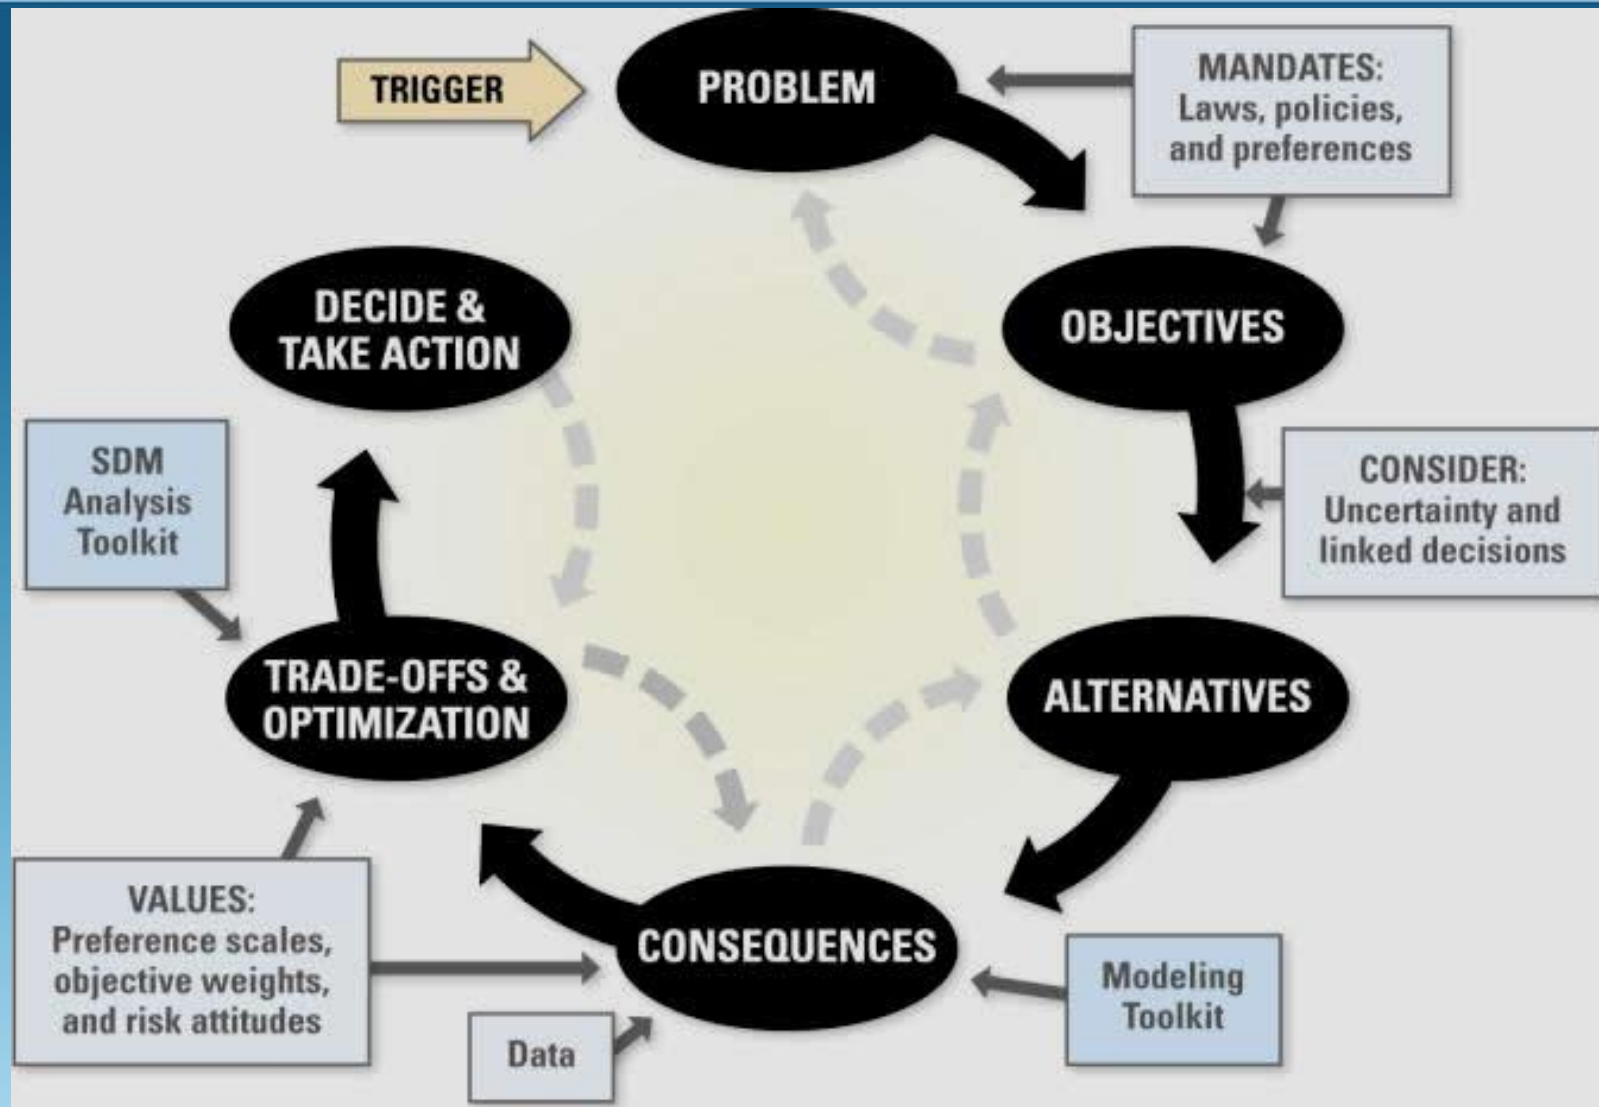 TRIGGER
PROBLEM
MANDATES:
Laws, policies,
and preferences
OBJECTIVES
CONSIDER:
Uncertainty and
linked decisions
ALTERNATIVES
Modeling
Toolkit
CONSEQUENCES
Data
VALUES:
Preference scales,
objective weights,
and risk attitudes
TRADE-OFFS &
OPTIMIZATION
SDM
Analysis
Toolkit
DECIDE &
TAKE ACTION